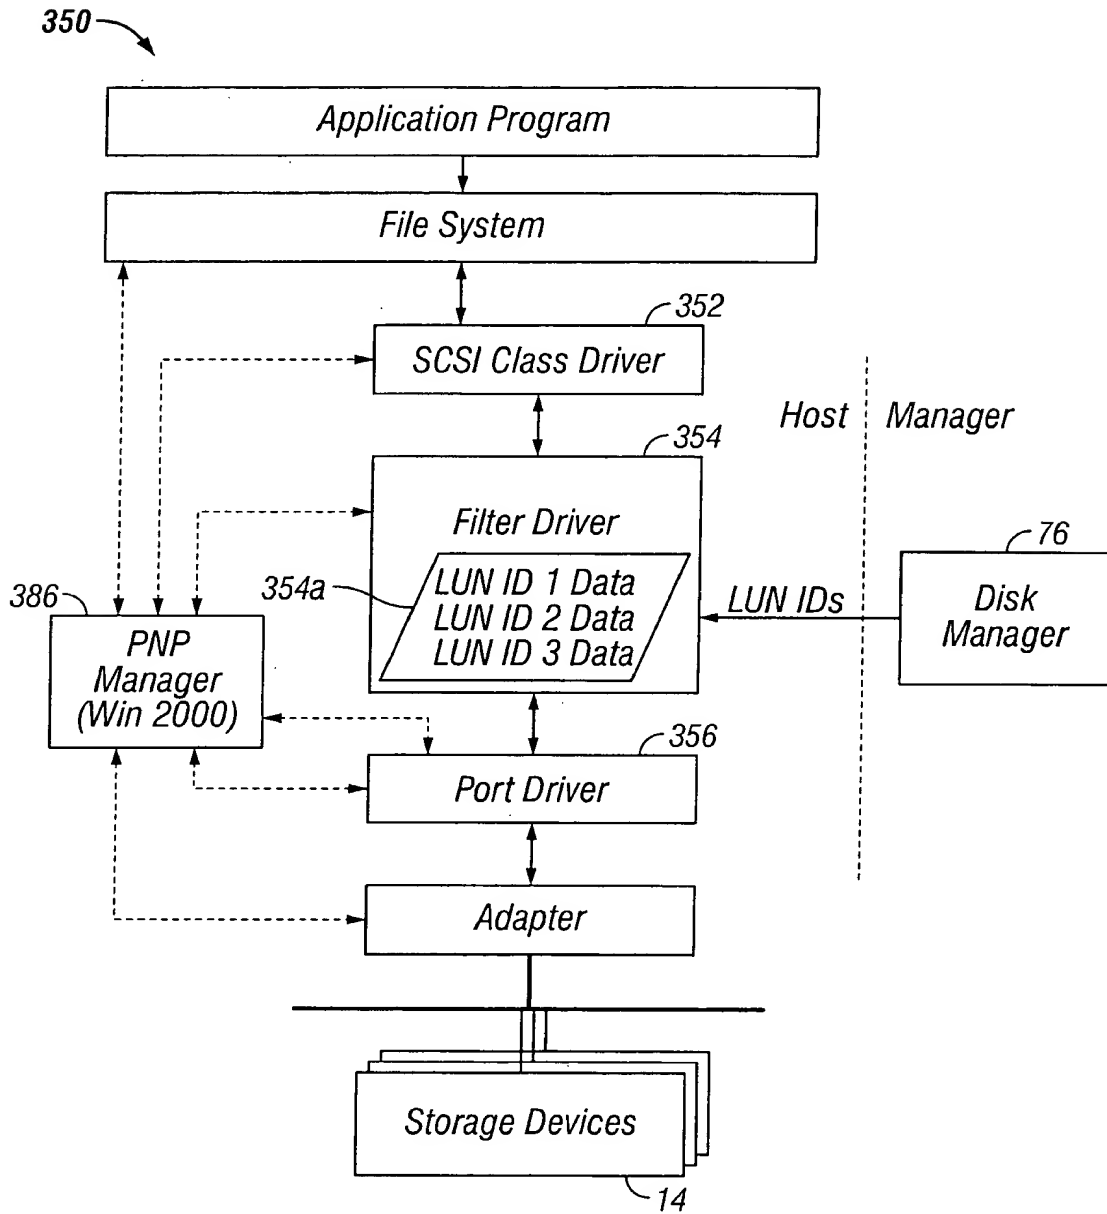 350
Application Program
File System
352
SCSI Class Driver
Host
Manager
354
Filter Driver
354a
LUN ID 1 Data
LUN ID 2 Data
LUN ID 3 Data
LUN IDs
76
Disk
Manager
386
PNP
Manager
(Win 2000)
356
Port Driver
Adapter
Storage Devices
14